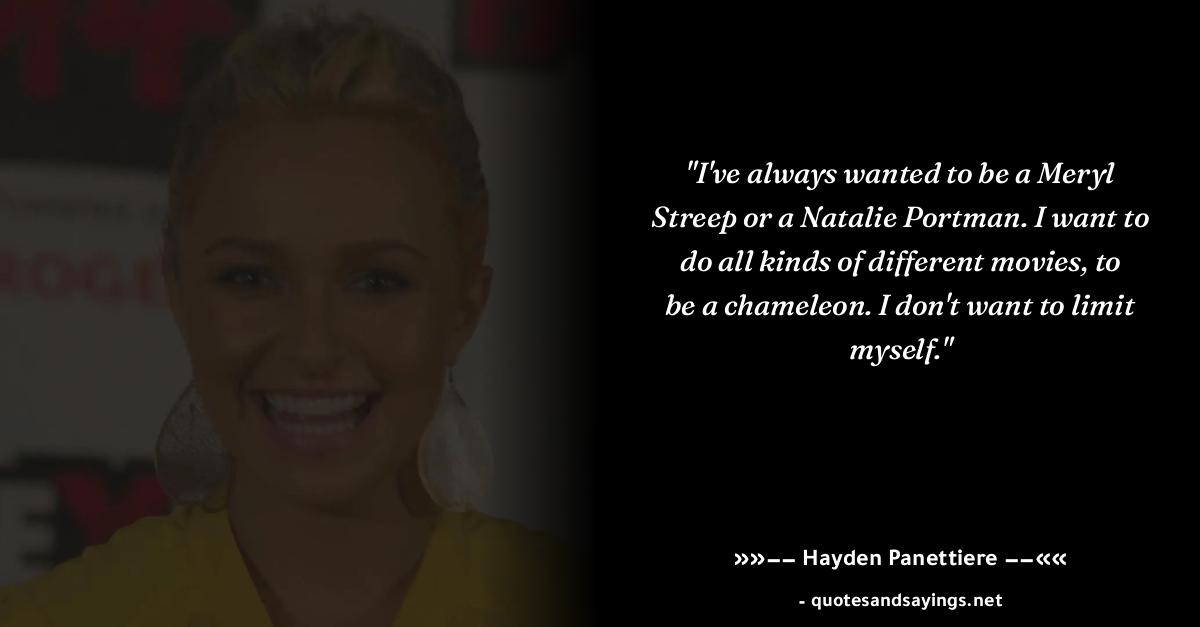 "I've always wanted to be a Meryl
Streep or a Natalie Portman. I want to
do all kinds of different movies, to
be a chameleon. I don't want to limit
myself."
»»−− Hayden Panettiere −−««
- quotesandsayings.net